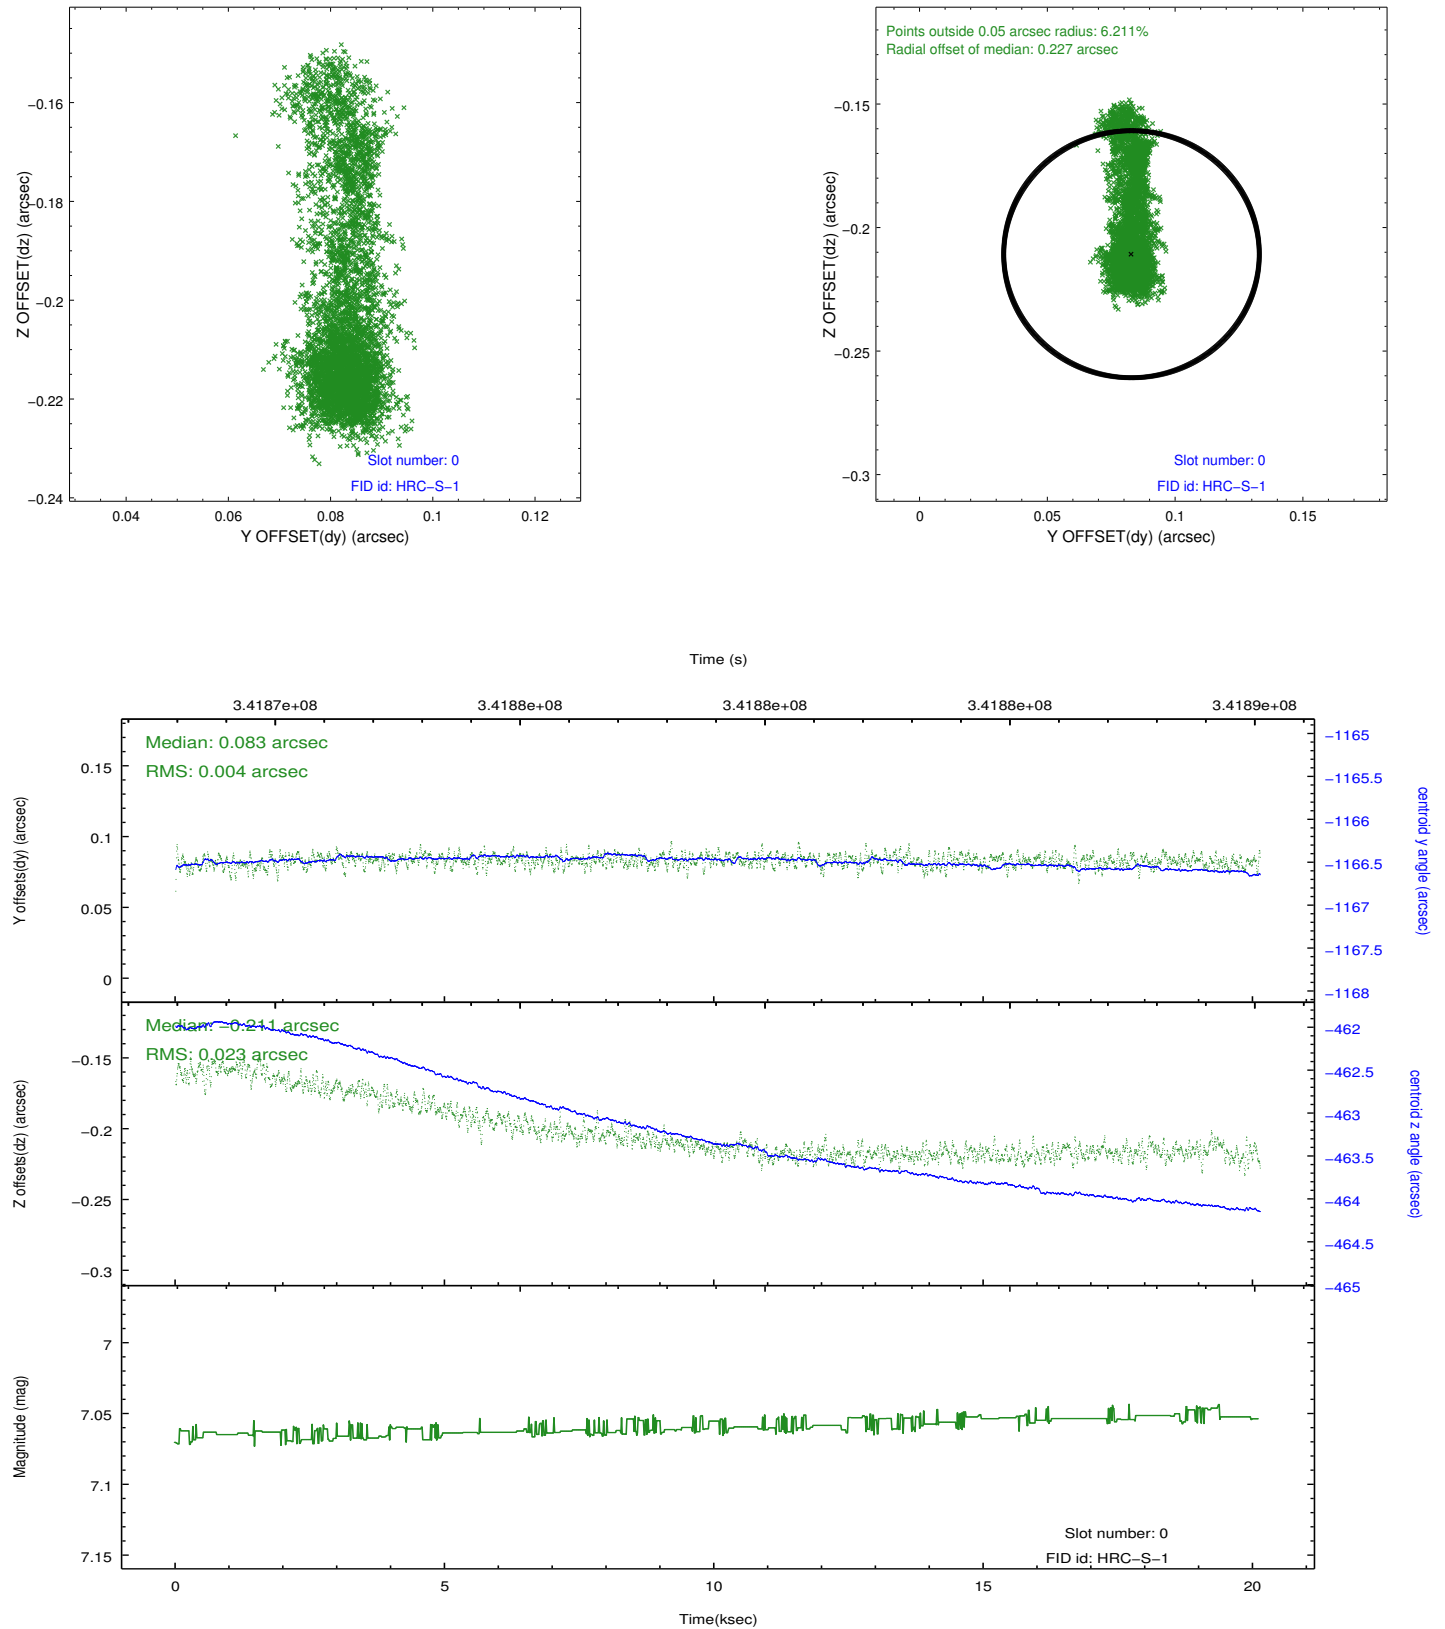 −0.16
−0.18
−0.2
−0.22
−0.24
Z OFFSET(dz) (arcsec)
Slot number: 0
FID id: HRC−S−1
0.04
0.06
0.08
0.1
0.12
Y OFFSET(dy) (arcsec)
Points outside 0.05 arcsec radius: 6.211%
Radial offset of median: 0.227 arcsec
−0.15
−0.2
−0.25
−0.3
Z OFFSET(dz) (arcsec)
Slot number: 0
FID id: HRC−S−1
0
0.05
0.1
0.15
Y OFFSET(dy) (arcsec)
Time (s)
3.4187e+08
3.4188e+08
3.4188e+08
3.4188e+08
3.4189e+08
Median: 0.083 arcsec
RMS: 0.004 arcsec
0.15
0.1
0.05
0
Y offsets(dy) (arcsec)
−1165
−1165.5
−1166
−1166.5
−1167
−1167.5
−1168
centroid y angle (arcsec)
Median: −0.211 arcsec
RMS: 0.023 arcsec
−0.15
−0.2
−0.25
−0.3
Z offsets(dz) (arcsec)
−462
−462.5
−463
−463.5
−464
−464.5
−465
centroid z angle (arcsec)
7
7.05
7.1
7.15
Magnitude (mag)
Slot number: 0
FID id: HRC−S−1
0
5
10
15
20
Time(ksec)